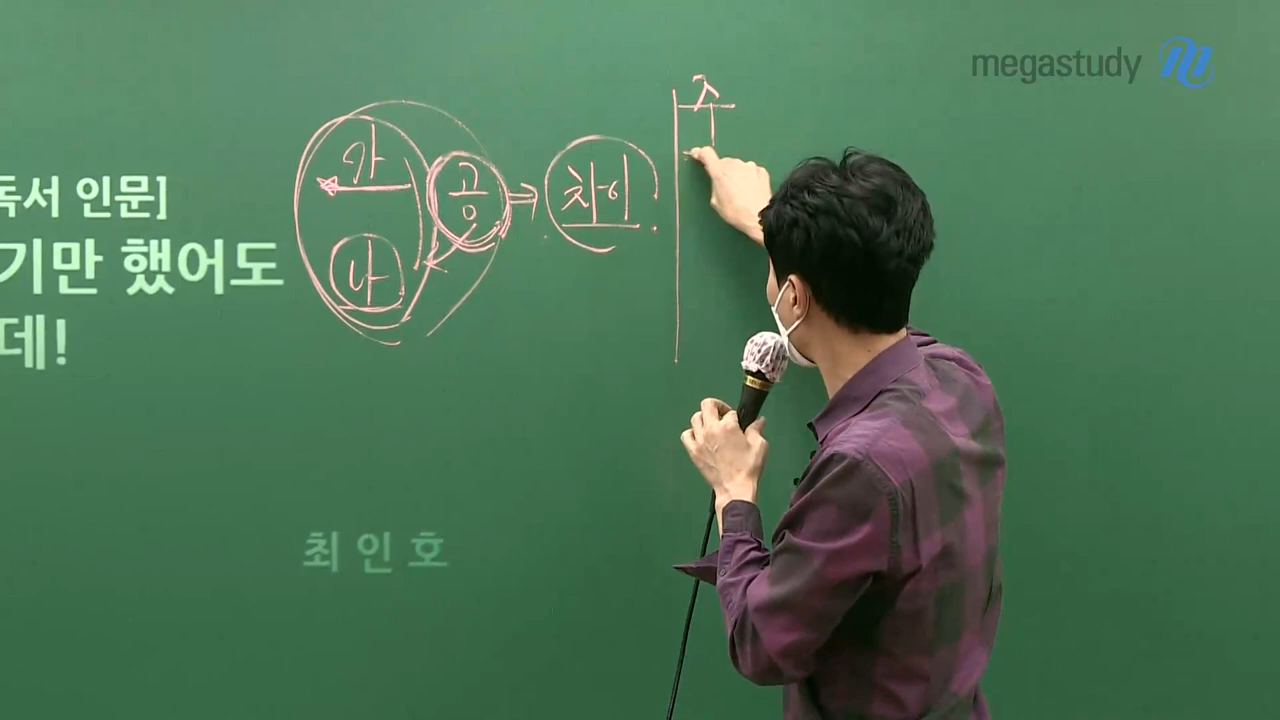 megastudy
주
가
공
차이
독서 인문]
나
기만 했어도
데!
최인호